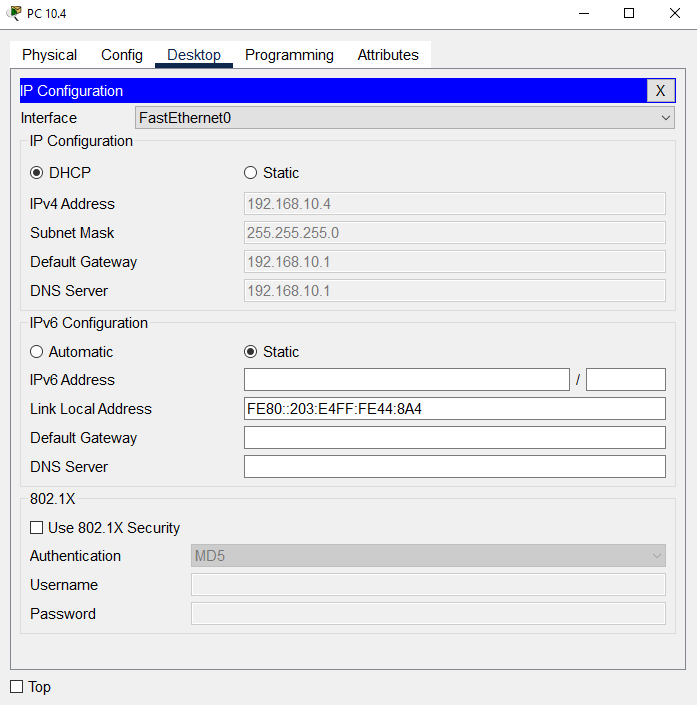 PC 10.4
Physical Config Desktop Programming Attributes
IP Configuration X
Interface FastEthernet0
IP Configuration
DHCP Static
IPv4 Address 192.168.10.4
Subnet Mask 255.255.255.0
Default Gateway 192.168.10.1
DNS Server 192.168.10.1
IPv6 Configuration
Automatic Static
IPv6 Address /
Link Local Address FE80::203:E4FF:FE44:8A4
Default Gateway
DNS Server
802.1X
Use 802.1X Security
Authentication MD5
Username
Password
Top